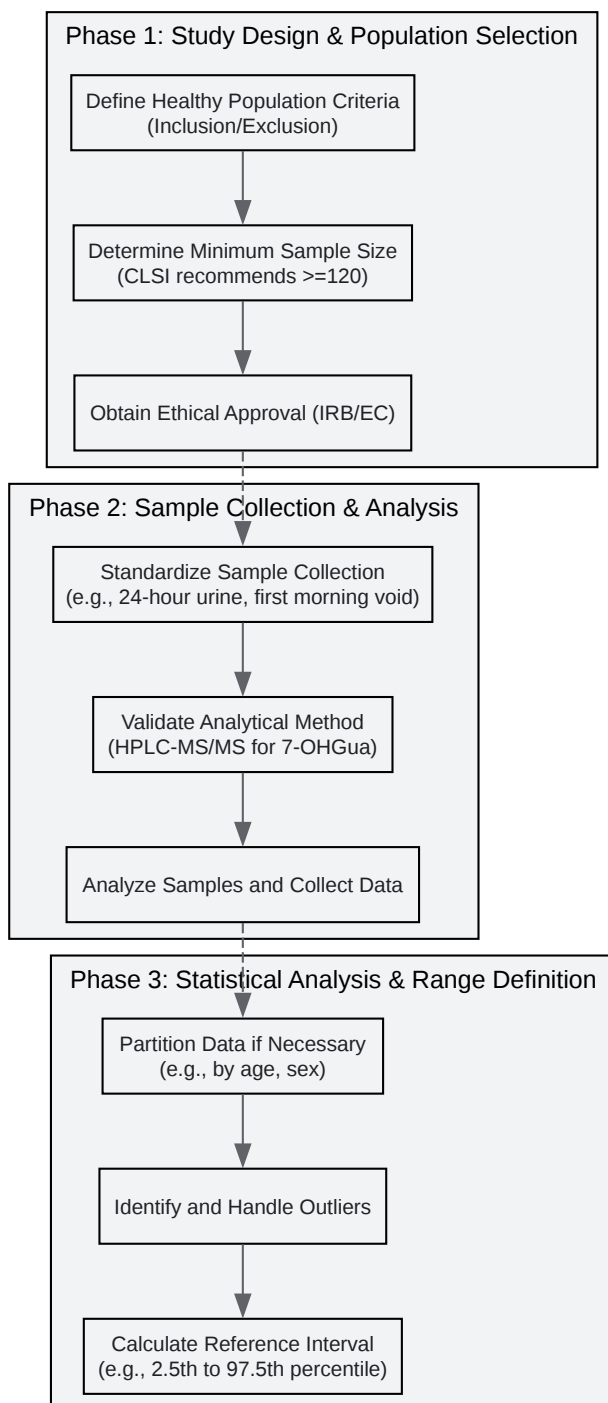 Phase 1: Study Design & Population Selection
Define Healthy Population Criteria
(Inclusion/Exclusion)
Determine Minimum Sample Size
(CLSI recommends >=120)
Obtain Ethical Approval (IRB/EC)
Phase 2: Sample Collection & Analysis
Standardize Sample Collection
(e.g., 24-hour urine, first morning void)
Validate Analytical Method
(HPLC-MS/MS for 7-OHGua)
Analyze Samples and Collect Data
Phase 3: Statistical Analysis & Range Definition
Partition Data if Necessary
(e.g., by age, sex)
Identify and Handle Outliers
Calculate Reference Interval
(e.g., 2.5th to 97.5th percentile)